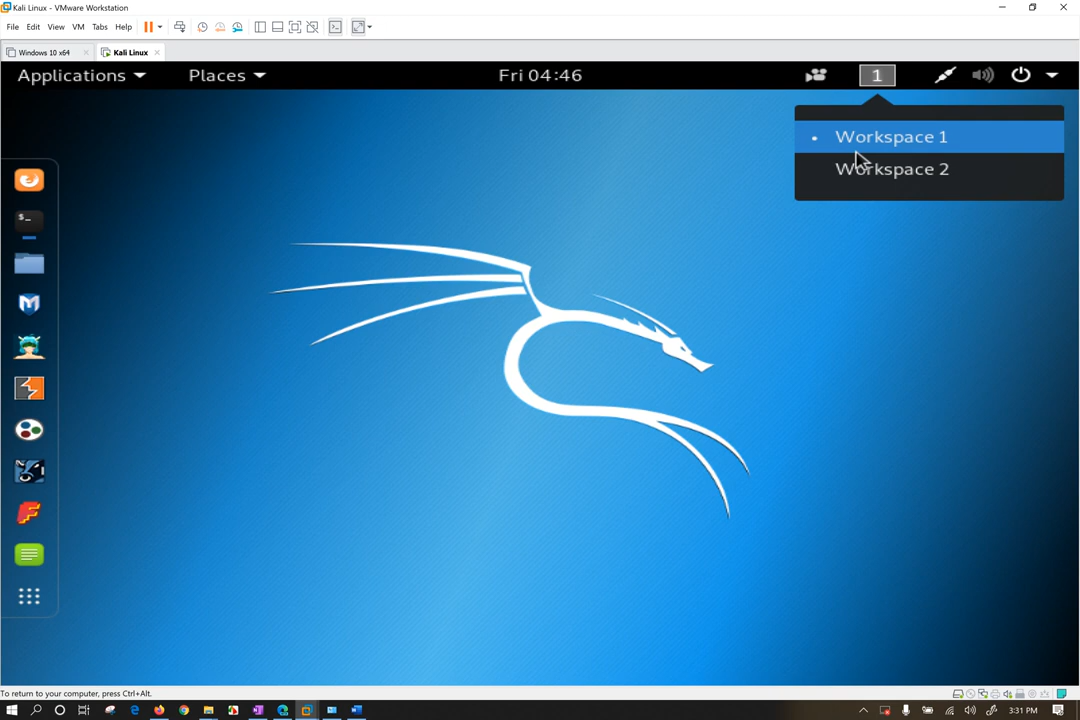 Kali Linux - VMware Workstation
File Edit View VM Tabs Help
Windows 10 x64 Kali Linux
Applications Places Fri 04:46 1
Workspace 1
Workspace 2
$_
To return to your computer, press Ctrl+Alt.
3:31 PM